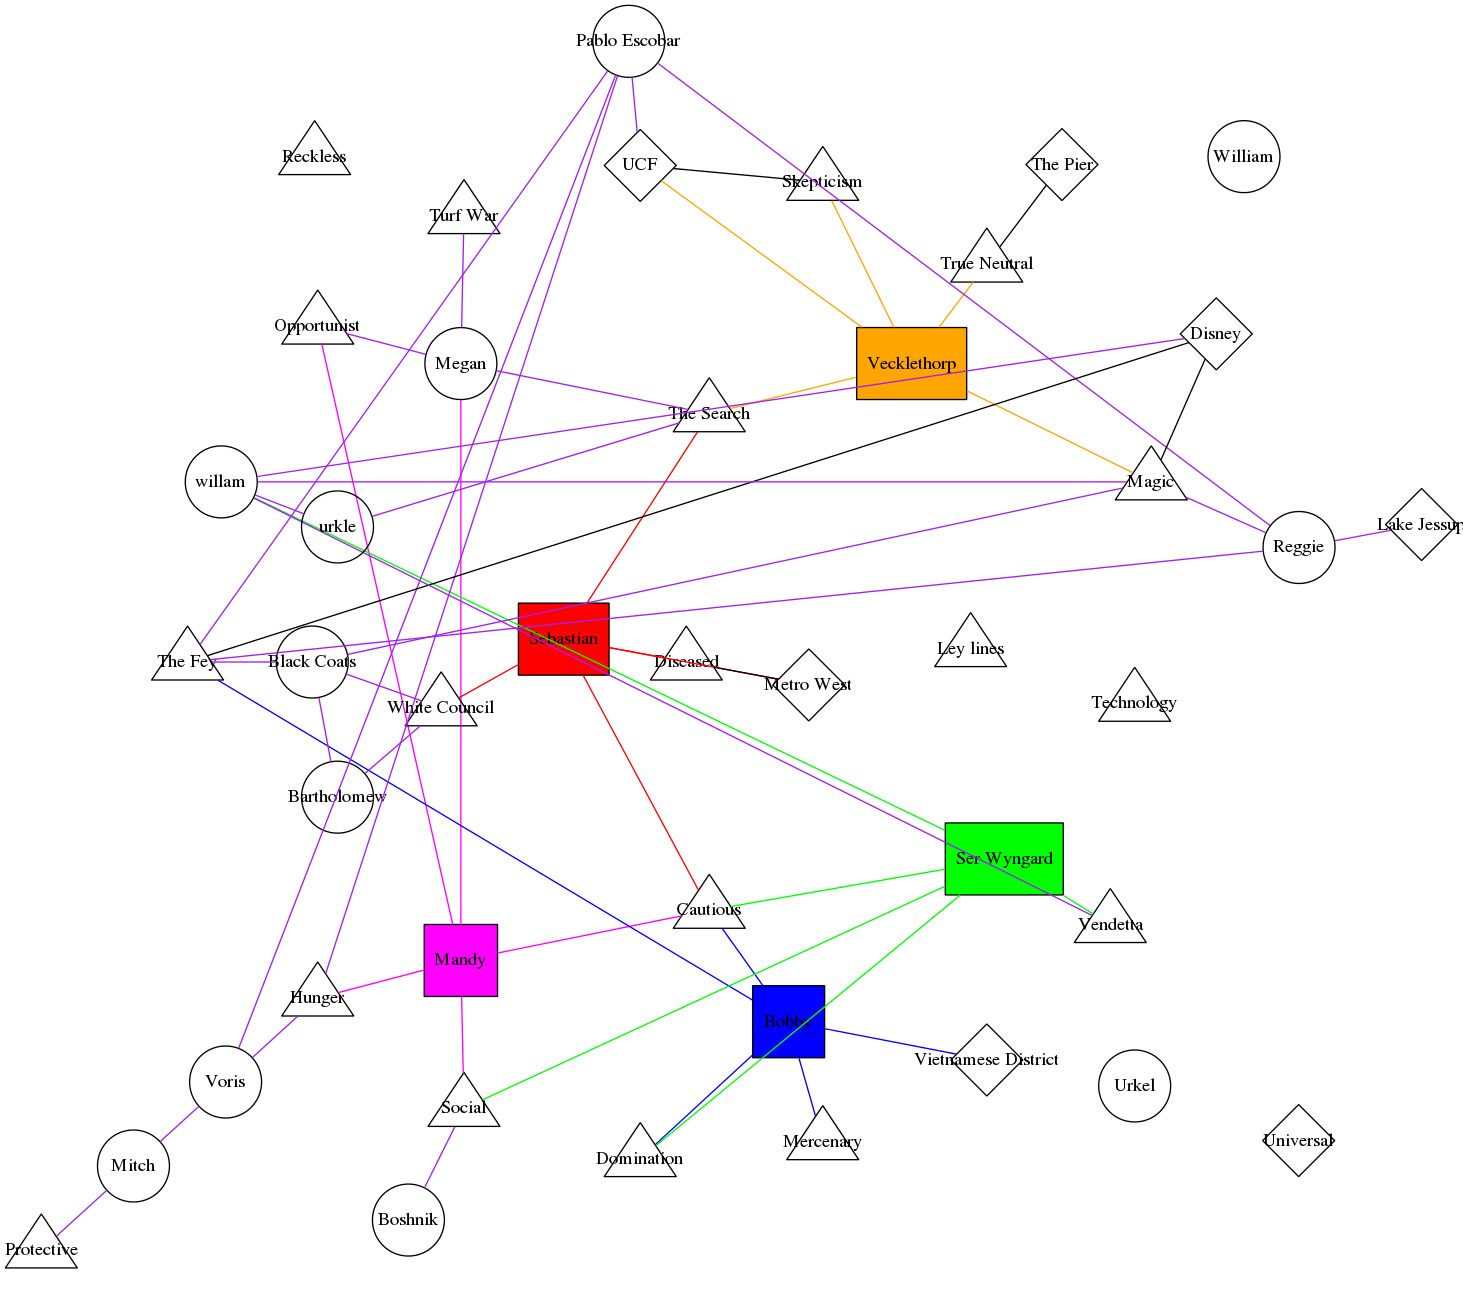 Pablo Escobar
Reckless
UCF
Skepticism
The Pier
William
Turf War
True Neutral
Opportunist
Megan
Vecklethorp
Disney
The Search
willam
Magic
urkle
Reggie
Lake Jessup
Sebastian
The Fey
Black Coats
Diseased
Ley lines
Metro West
White Council
Technology
Bartholomew
Ser Wyngard
Cautious
Vendetta
Mandy
Hunger
Bobby
Vietnamese District
Voris
Urkel
Social
Mercenary
Universal
Domination
Mitch
Boshnik
Protective